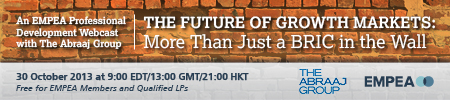 An EMPEA Professional
Development Webcast
with The Abraaj Group
THE FUTURE OF GROWTH MARKETS:
More Than Just a BRIC in the Wall
30 October 2013 at 9:00 EDT/13:00 GMT/21:00 HKT
Free for EMPEA Members and Qualified LPs
THE
ABRAAJ
GROUP
EMPEA